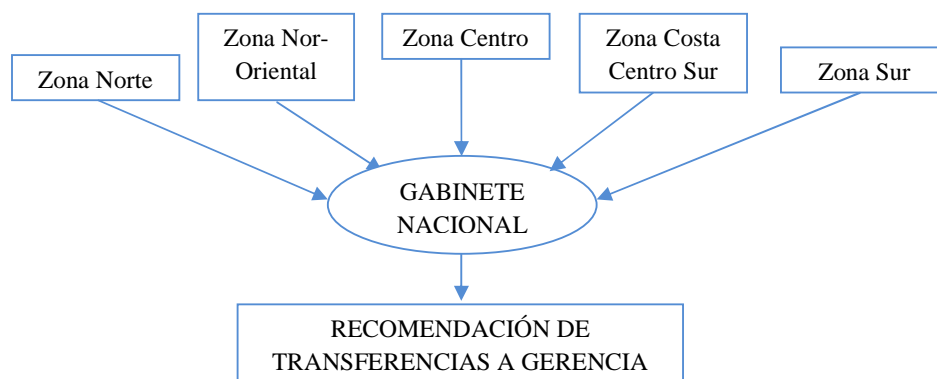 Zona Norte
Zona Nor-
Oriental
Zona Centro
Zona Costa
Centro Sur
Zona Sur
GABINETE
NACIONAL
RECOMENDACIÓN DE
TRANSFERENCIAS A GERENCIA